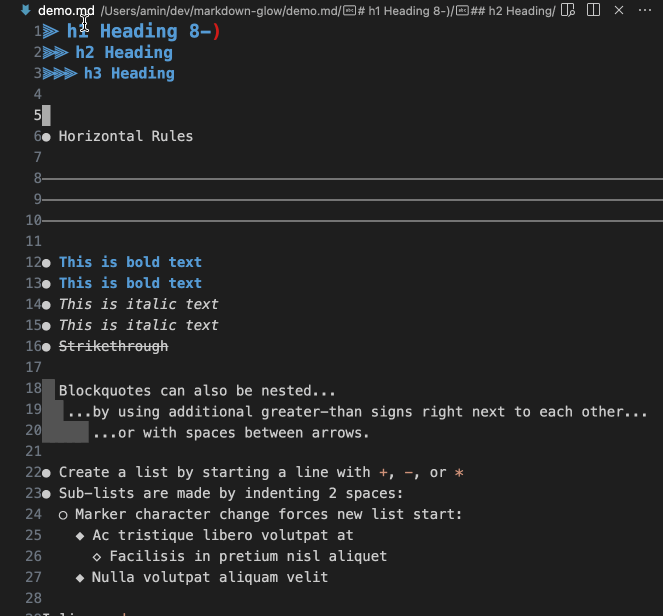 demo.md /Users/amin/dev/markdown-glow/demo.md/ # h1 Heading 8-)/ ## h2 Heading/ ...
1 h1 Heading 8-)
2 h2 Heading
3 h3 Heading
4
5
6 ● Horizontal Rules
7
8
9
10
11
12 ● This is bold text
13 ● This is bold text
14 ● This is italic text
15 ● This is italic text
16 ● Strikethrough
17
18 Blockquotes can also be nested...
19 ...by using additional greater-than signs right next to each other...
20 ...or with spaces between arrows.
21
22 ● Create a list by starting a line with +, -, or *
23 ● Sub-lists are made by indenting 2 spaces:
24 ○ Marker character change forces new list start:
25 ◆ Ac tristique libero volutpat at
26 ◇ Facilisis in pretium nisl aliquet
27 ◆ Nulla volutpat aliquam velit
28